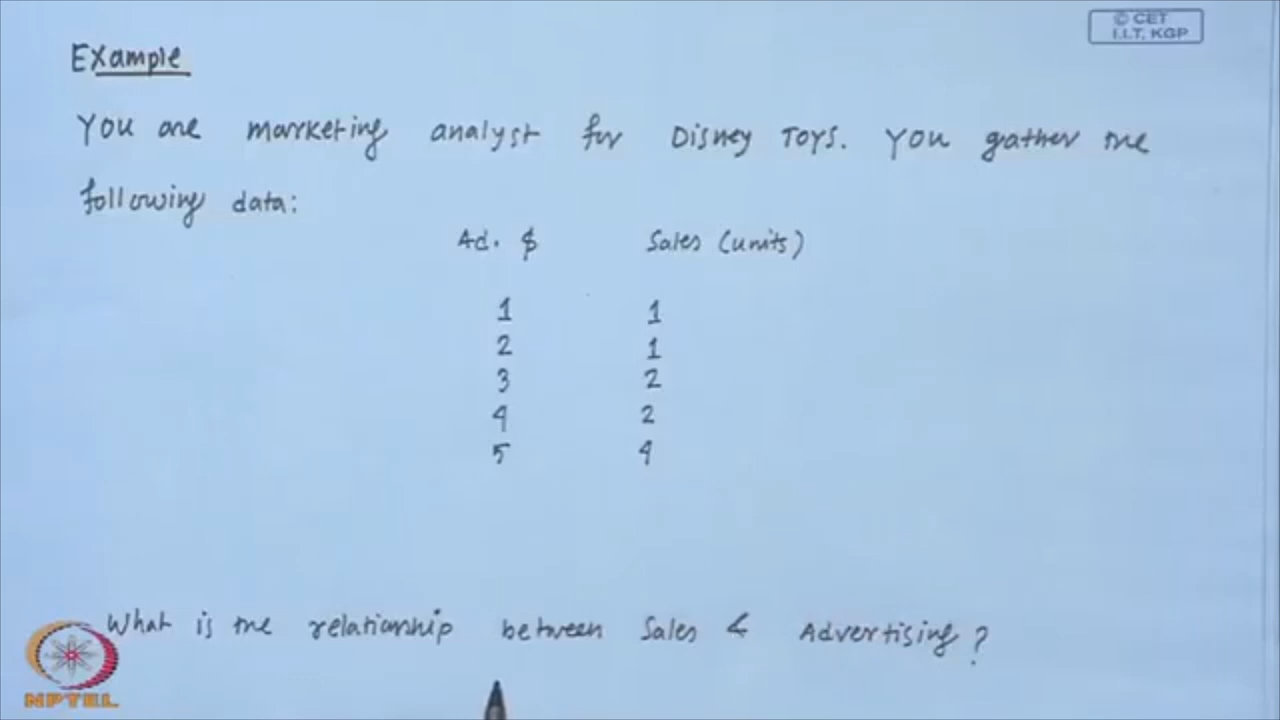 © CET
I.I.T. KGP
Example
You are marketing analyst for Disney Toys. You gather the
following data:
Ad. $ Sales (units)
1 1
2 1
3 2
4 2
5 4
What is the relationship between Sales & Advertising?
NPTEL